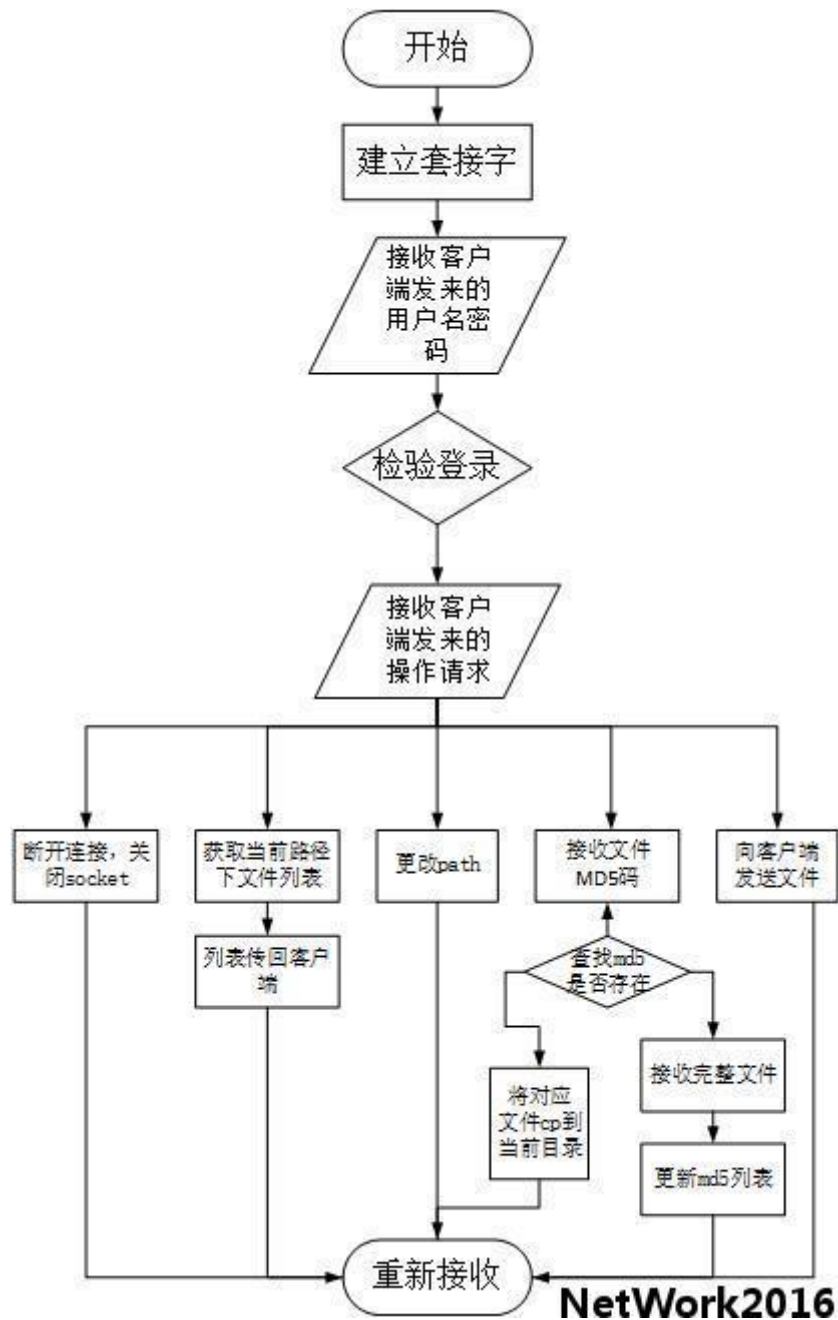 开始
建立套接字
接收客户
端发来的
用户名密
码
检验登录
接收客户
端发来的
操作请求
断开连接，关
闭socket
获取当前路径
下文件列表
更改path
接收文件
MD5码
向客户端
发送文件
列表传回客户
端
查找md5
是否存在
将对应
文件cp到
当前目录
接收完整文件
更新md5列表
重新接收
NetWork2016